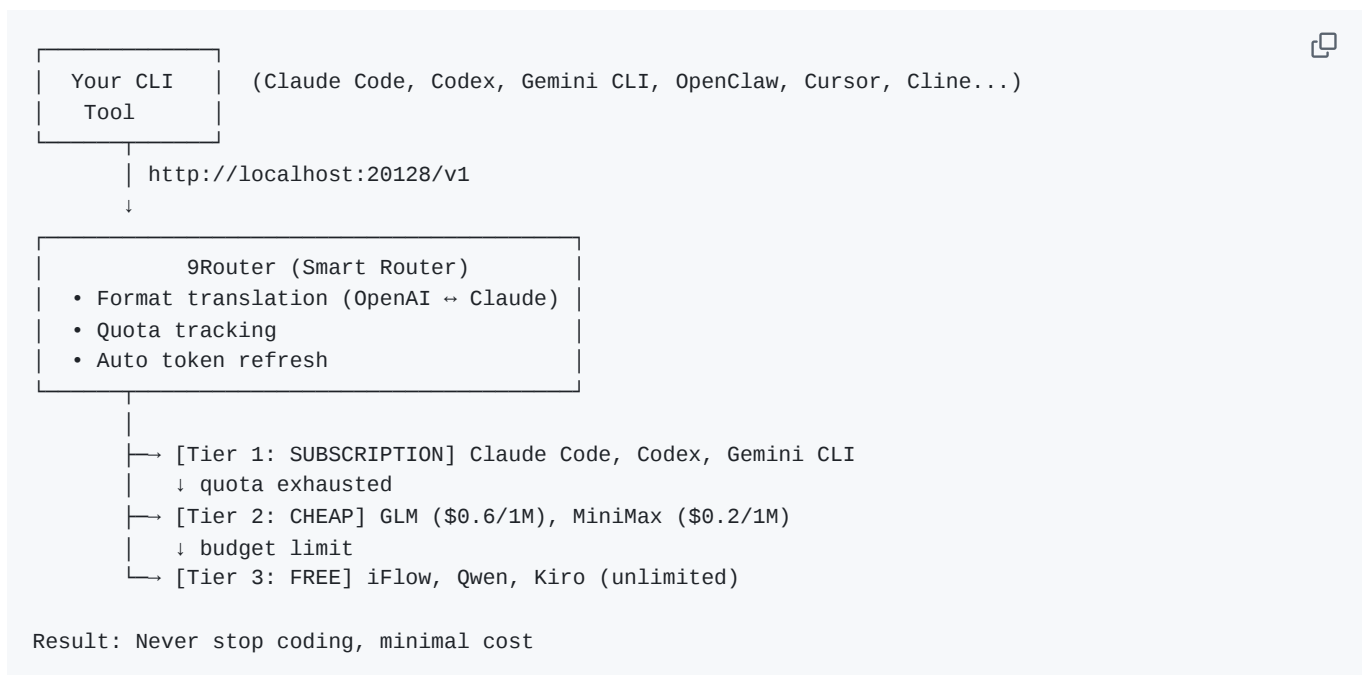 Your CLI (Claude Code, Codex, Gemini CLI, OpenClaw, Cursor, Cline...)
Tool
http://localhost:20128/v1
↓
9Router (Smart Router)
• Format translation (OpenAI ↔ Claude)
• Quota tracking
• Auto token refresh
[Tier 1: SUBSCRIPTION] Claude Code, Codex, Gemini CLI
↓ quota exhausted
[Tier 2: CHEAP] GLM ($0.6/1M), MiniMax ($0.2/1M)
↓ budget limit
[Tier 3: FREE] iFlow, Qwen, Kiro (unlimited)
Result: Never stop coding, minimal cost